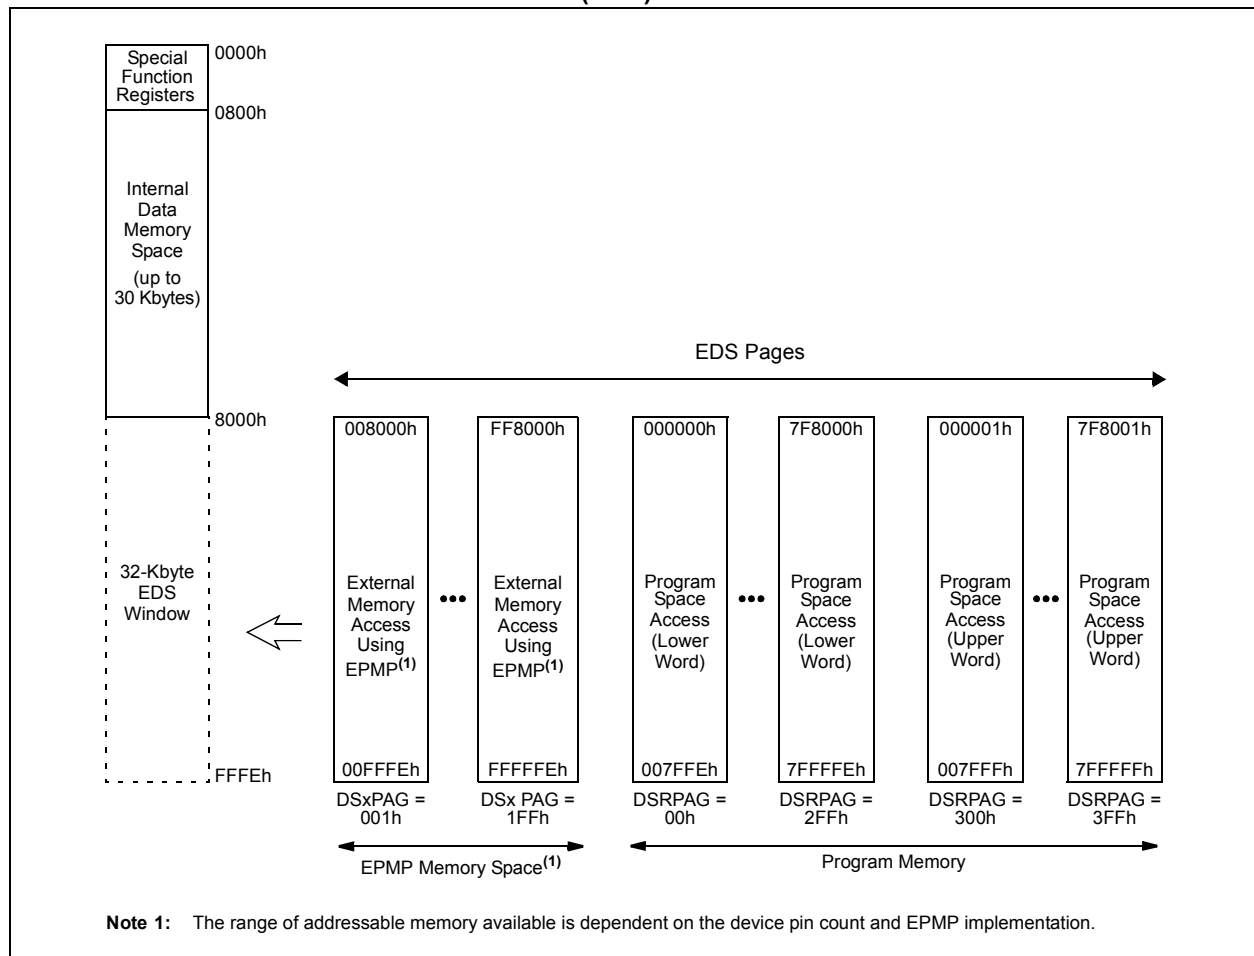 Special
Function
Registers
0000h
0800h
Internal
Data
Memory
Space
(up to
30 Kbytes)
EDS Pages
8000h
008000h
FF8000h
000000h
7F8000h
000001h
7F8001h
32-Kbyte
EDS
Window
External
Memory
Access
Using
EPMP(1)
•••
External
Memory
Access
Using
EPMP(1)
Program
Space
Access
(Lower
Word)
•••
Program
Space
Access
(Lower
Word)
Program
Space
Access
(Upper
Word)
•••
Program
Space
Access
(Upper
Word)
FFFEh
00FFFEh
FFFFFEh
007FFEh
7FFFFEh
007FFFh
7FFFFFh
DSxPAG =
001h
DSx PAG =
1FFh
DSRPAG =
00h
DSRPAG =
2FFh
DSRPAG =
300h
DSRPAG =
3FFh
EPMP Memory Space(1)
Program Memory
Note 1: The range of addressable memory available is dependent on the device pin count and EPMP implementation.